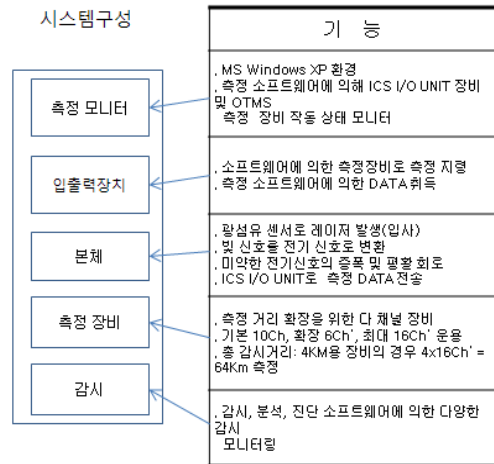 시스템구성
측정 모니터
입출력장치
본체
측정 장비
감시
기 능
. MS Windows XP 환경
. 측정 소프트웨어에 의해 ICS I/O UNIT 장비
및 OTMS
측정 장비 작동 상태 모니터
. 소프트웨어에 의한 측정장비로 측정 지령
. 측정 소프트웨어에 의한 DATA 취득
. 광섬유 센서로 레이저 발생(입사)
. 빛 신호을 전기 신호로 변환
. 미약한 전기신호의 증폭 및 평활 회로
. ICS I/O UNIT로 측정 DATA 전송
. 측정 거리 확장을 위한 다 채널 장비
. 기본 10Ch, 확장 6Ch', 최대 16Ch' 운용
. 총 감시거리: 4KM용 장비의 경우 4x16Ch' =
64Km 측정
. 감시, 분석, 진단 소프트웨어에 의한 다양한
감시
모니터링